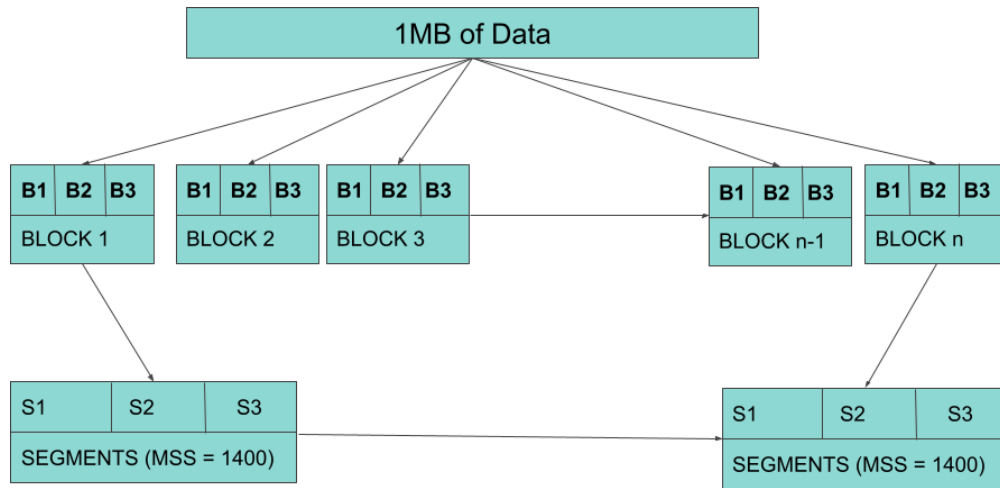 1MB of Data
B1 B2 B3
BLOCK 1
B1 B2 B3
BLOCK 2
B1 B2 B3
BLOCK 3
B1 B2 B3
BLOCK n-1
B1 B2 B3
BLOCK n
S1 S2 S3
SEGMENTS (MSS = 1400)
S1 S2 S3
SEGMENTS (MSS = 1400)